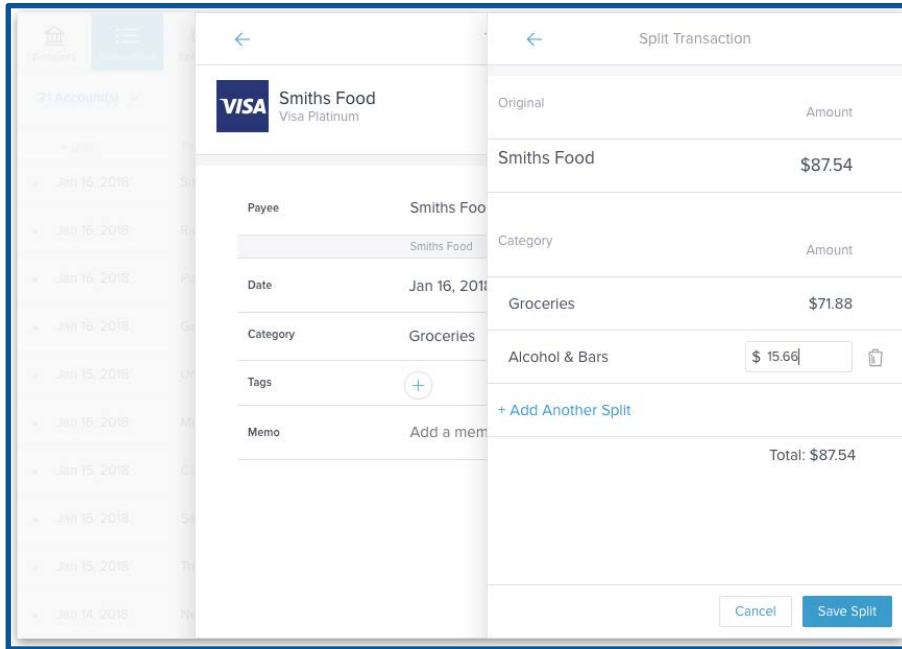 Accounts
21 Account(s)
Date
Jan 16, 2018
Jan 16, 2018
Jan 16, 2018
Jan 16, 2018
Jan 15, 2018
Jan 15, 2018
Jan 15, 2018
Jan 15, 2018
Jan 15, 2018
Jan 14, 2018
VISA
Smiths Food
Visa Platinum
Payee Smiths Foo
Smiths Food
Date Jan 16, 201
Category Groceries
Tags +
Memo Add a mem
Split Transaction
Original Amount
Smiths Food $87.54
Category Amount
Groceries $71.88
Alcohol & Bars $ 15.66
+ Add Another Split
Total: $87.54
Cancel Save Split